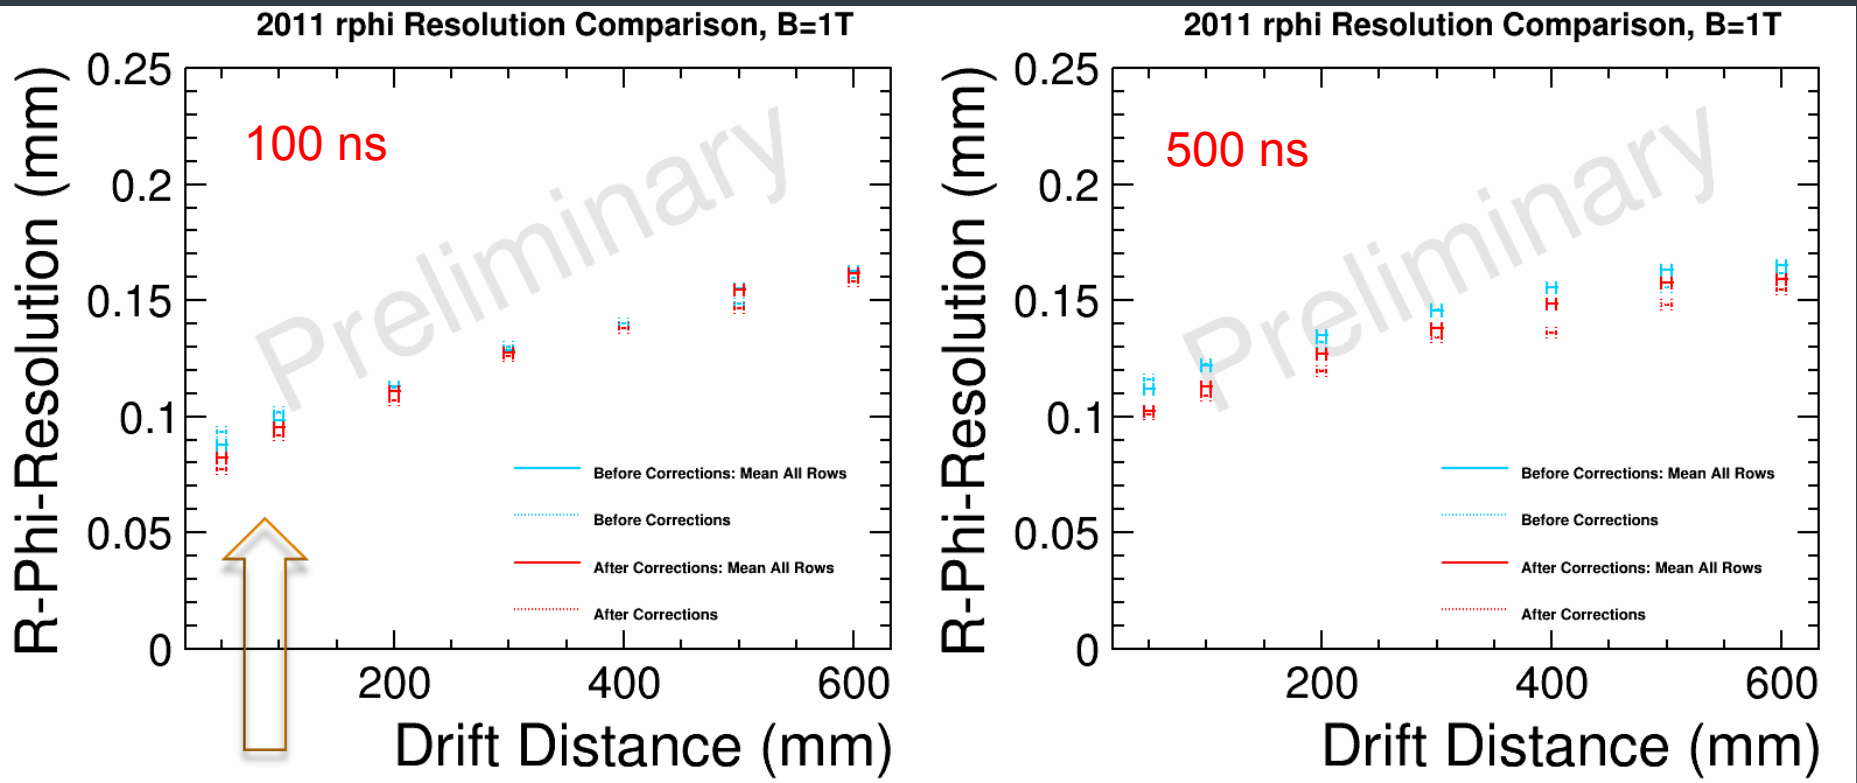 2011 rphi Resolution Comparison, B=1T
R-Phi-Resolution (mm)
0.25
0.2
0.15
0.1
0.05
0
100 ns
Preliminary
Before Corrections: Mean All Rows
Before Corrections
After Corrections: Mean All Rows
After Corrections
200 400 600
Drift Distance (mm)
2011 rphi Resolution Comparison, B=1T
R-Phi-Resolution (mm)
0.25
0.2
0.15
0.1
0.05
0
500 ns
Preliminary
Before Corrections: Mean All Rows
Before Corrections
After Corrections: Mean All Rows
After Corrections
200 400 600
Drift Distance (mm)